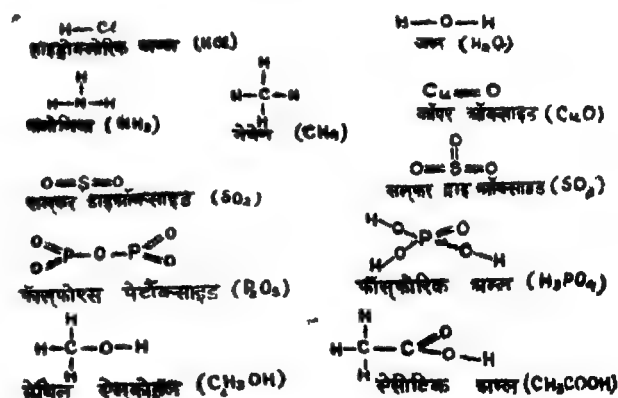 H—Cl
हाइड्रोक्लोरिक अम्ल (HCl)
H—O—H
जल (H₂O)
H
H—N—H
अमोनिया (NH₃)
H
H—C—H
H
मेथेन (CH₄)
Cu=O
कॉपर ऑक्साइड (CuO)
O=S=O
सल्फर डाइऑक्साइड (SO₂)
O
O=S=O
सल्फर ट्राइ ऑक्साइड (SO₃)
O O
P—O—P
O O
फॉस्फोरस पेंटॉक्साइड (P₂O₅)
H
O O
P
O O H
H
फॉस्फोरिक अम्ल (H₃PO₄)
H
H—C—O—H
H
मेथिल ऐल्कोहॉल (CH₃OH)
H O
H—C—C
H O—H
ऐसीटिक अम्ल (CH₃COOH)